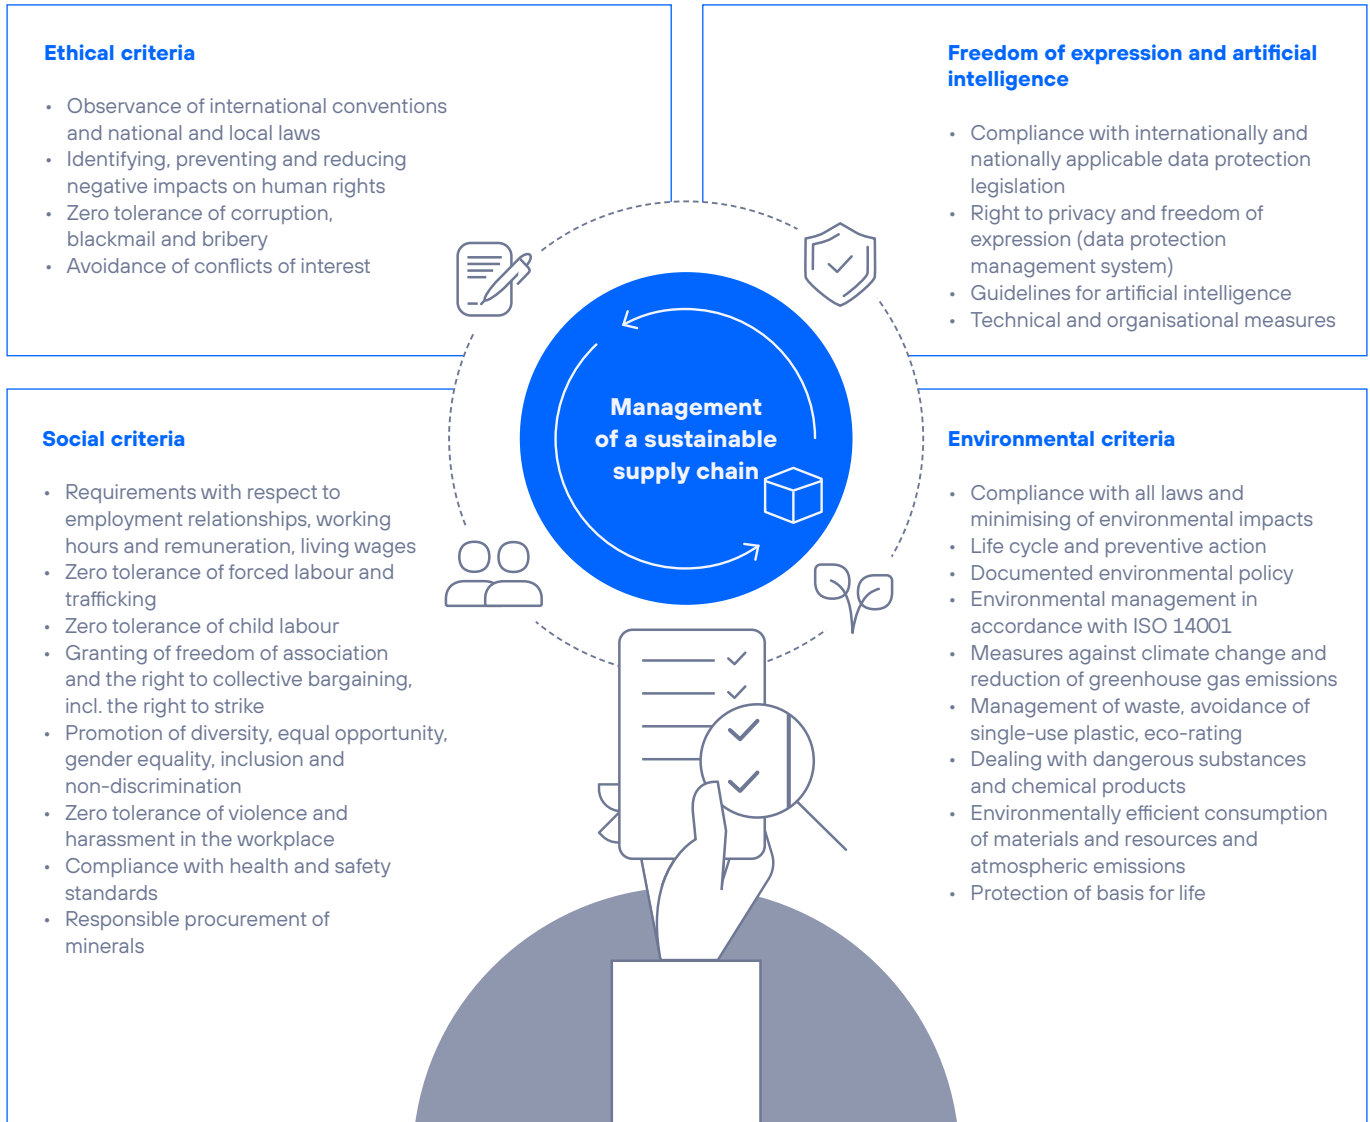 Ethical criteria
• Observance of international conventions
and national and local laws
• Identifying, preventing and reducing
negative impacts on human rights
• Zero tolerance of corruption,
blackmail and bribery
• Avoidance of conflicts of interest
Freedom of expression and artificial
intelligence
• Compliance with internationally and
nationally applicable data protection
legislation
• Right to privacy and freedom of
expression (data protection
management system)
• Guidelines for artificial intelligence
• Technical and organisational measures
Management
of a sustainable
supply chain
Social criteria
• Requirements with respect to
employment relationships, working
hours and remuneration, living wages
• Zero tolerance of forced labour and
trafficking
• Zero tolerance of child labour
• Granting of freedom of association
and the right to collective bargaining,
incl. the right to strike
• Promotion of diversity, equal opportunity,
gender equality, inclusion and
non-discrimination
• Zero tolerance of violence and
harassment in the workplace
• Compliance with health and safety
standards
• Responsible procurement of
minerals
Environmental criteria
• Compliance with all laws and
minimising of environmental impacts
• Life cycle and preventive action
• Documented environmental policy
• Environmental management in
accordance with ISO 14001
• Measures against climate change and
reduction of greenhouse gas emissions
• Management of waste, avoidance of
single-use plastic, eco-rating
• Dealing with dangerous substances
and chemical products
• Environmentally efficient consumption
of materials and resources and
atmospheric emissions
• Protection of basis for life